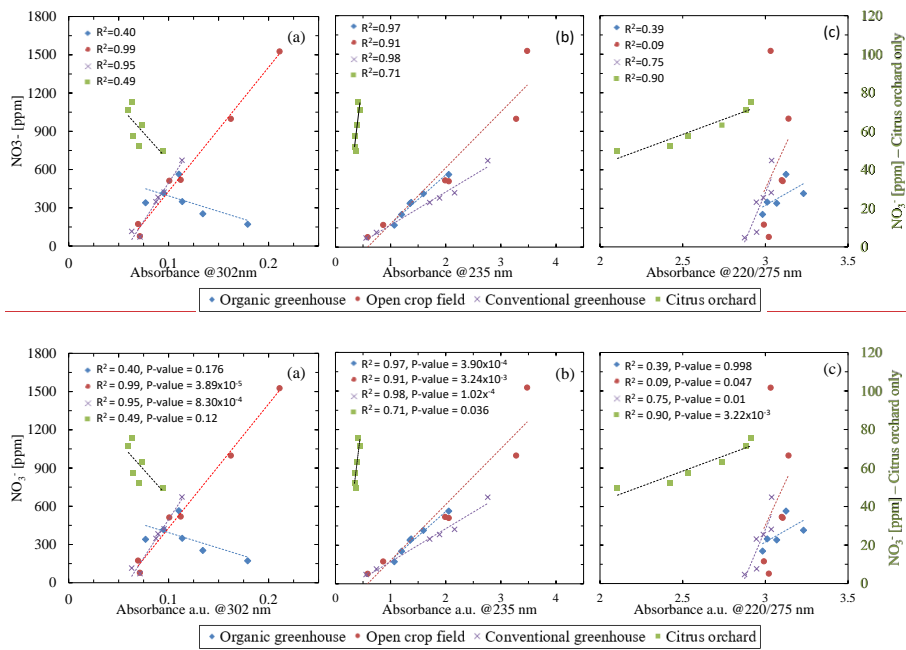 R²=0.40
R²=0.99
R²=0.95
R²=0.49
(a)
R²=0.97
R²=0.91
R²=0.98
R²=0.71
(b)
R²=0.39
R²=0.09
R²=0.75
R²=0.90
(c)
1800
1500
1200
900
600
300
0
NO3- [ppm]
120
100
80
60
40
20
0
NO₃⁻ [ppm] – Citrus orchard only
0 0.1 0.2
0 1 2 3 4
2 2.5 3 3.5
Absorbance @302nm
Absorbance @235 nm
Absorbance @220/275 nm
Organic greenhouse Open crop field Conventional greenhouse Citrus orchard
R² = 0.40, P-value = 0.176
R² = 0.99, P-value = 3.89x10⁻⁵
R² = 0.95, P-value = 8.30x10⁻⁴
R² = 0.49, P-value = 0.12
(a)
R² = 0.97, P-value = 3.90x10⁻⁴
R² = 0.91, P-value = 3.24x10⁻³
R² = 0.98, P-value = 1.02x⁻⁴
R² = 0.71, P-value = 0.036
(b)
R² = 0.39, P-value = 0.998
R² = 0.09, P-value = 0.047
R² = 0.75, P-value = 0.01
R² = 0.90, P-value = 3.22x10⁻³
(c)
1800
1500
1200
900
600
300
0
NO₃⁻ [ppm]
120
100
80
60
40
20
0
NO₃⁻ [ppm] – Citrus orchard only
0 0.1 0.2
0 1 2 3 4
2 2.5 3 3.5
Absorbance a.u. @302 nm
Absorbance a.u. @235 nm
Absorbance a.u. @220/275 nm
Organic greenhouse Open crop field Conventional greenhouse Citrus orchard